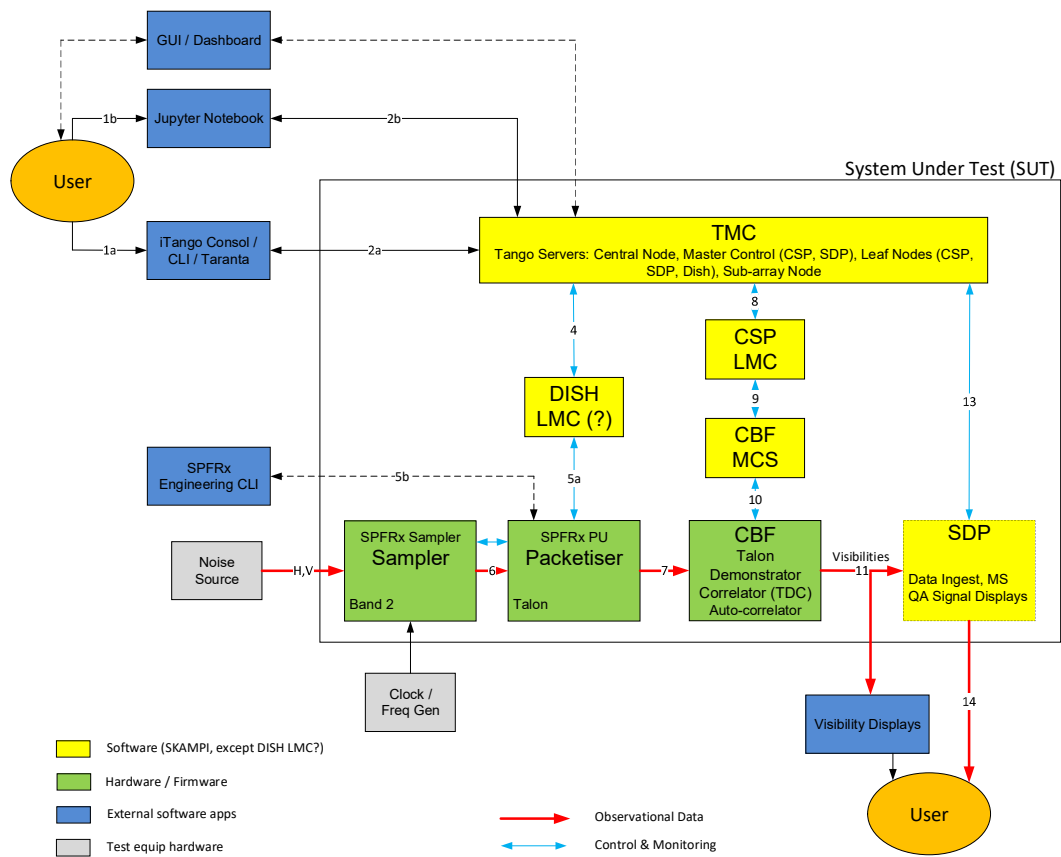 GUI / Dashboard
1b
Jupyter Notebook
2b
User
System Under Test (SUT)
1a
iTango Consol /
CLI / Taranta
2a
TMC
Tango Servers: Central Node, Master Control (CSP, SDP), Leaf Nodes (CSP,
SDP, Dish), Sub-array Node
4
8
CSP
LMC
DISH
LMC (?)
9
13
CBF
MCS
SPFRx
Engineering CLI
5b
5a
10
Noise
Source
H,V
SPFRx Sampler
Sampler
Band 2
6
SPFRx PU
Packetiser
Talon
7
CBF
Talon
Demonstrator
Correlator (TDC)
Auto-correlator
Visibilities
11
SDP
Data Ingest, MS
QA Signal Displays
Clock /
Freq Gen
14
Visibility Displays
User
Software (SKAMPI, except DISH LMC?)
Hardware / Firmware
External software apps
Test equip hardware
Observational Data
Control & Monitoring